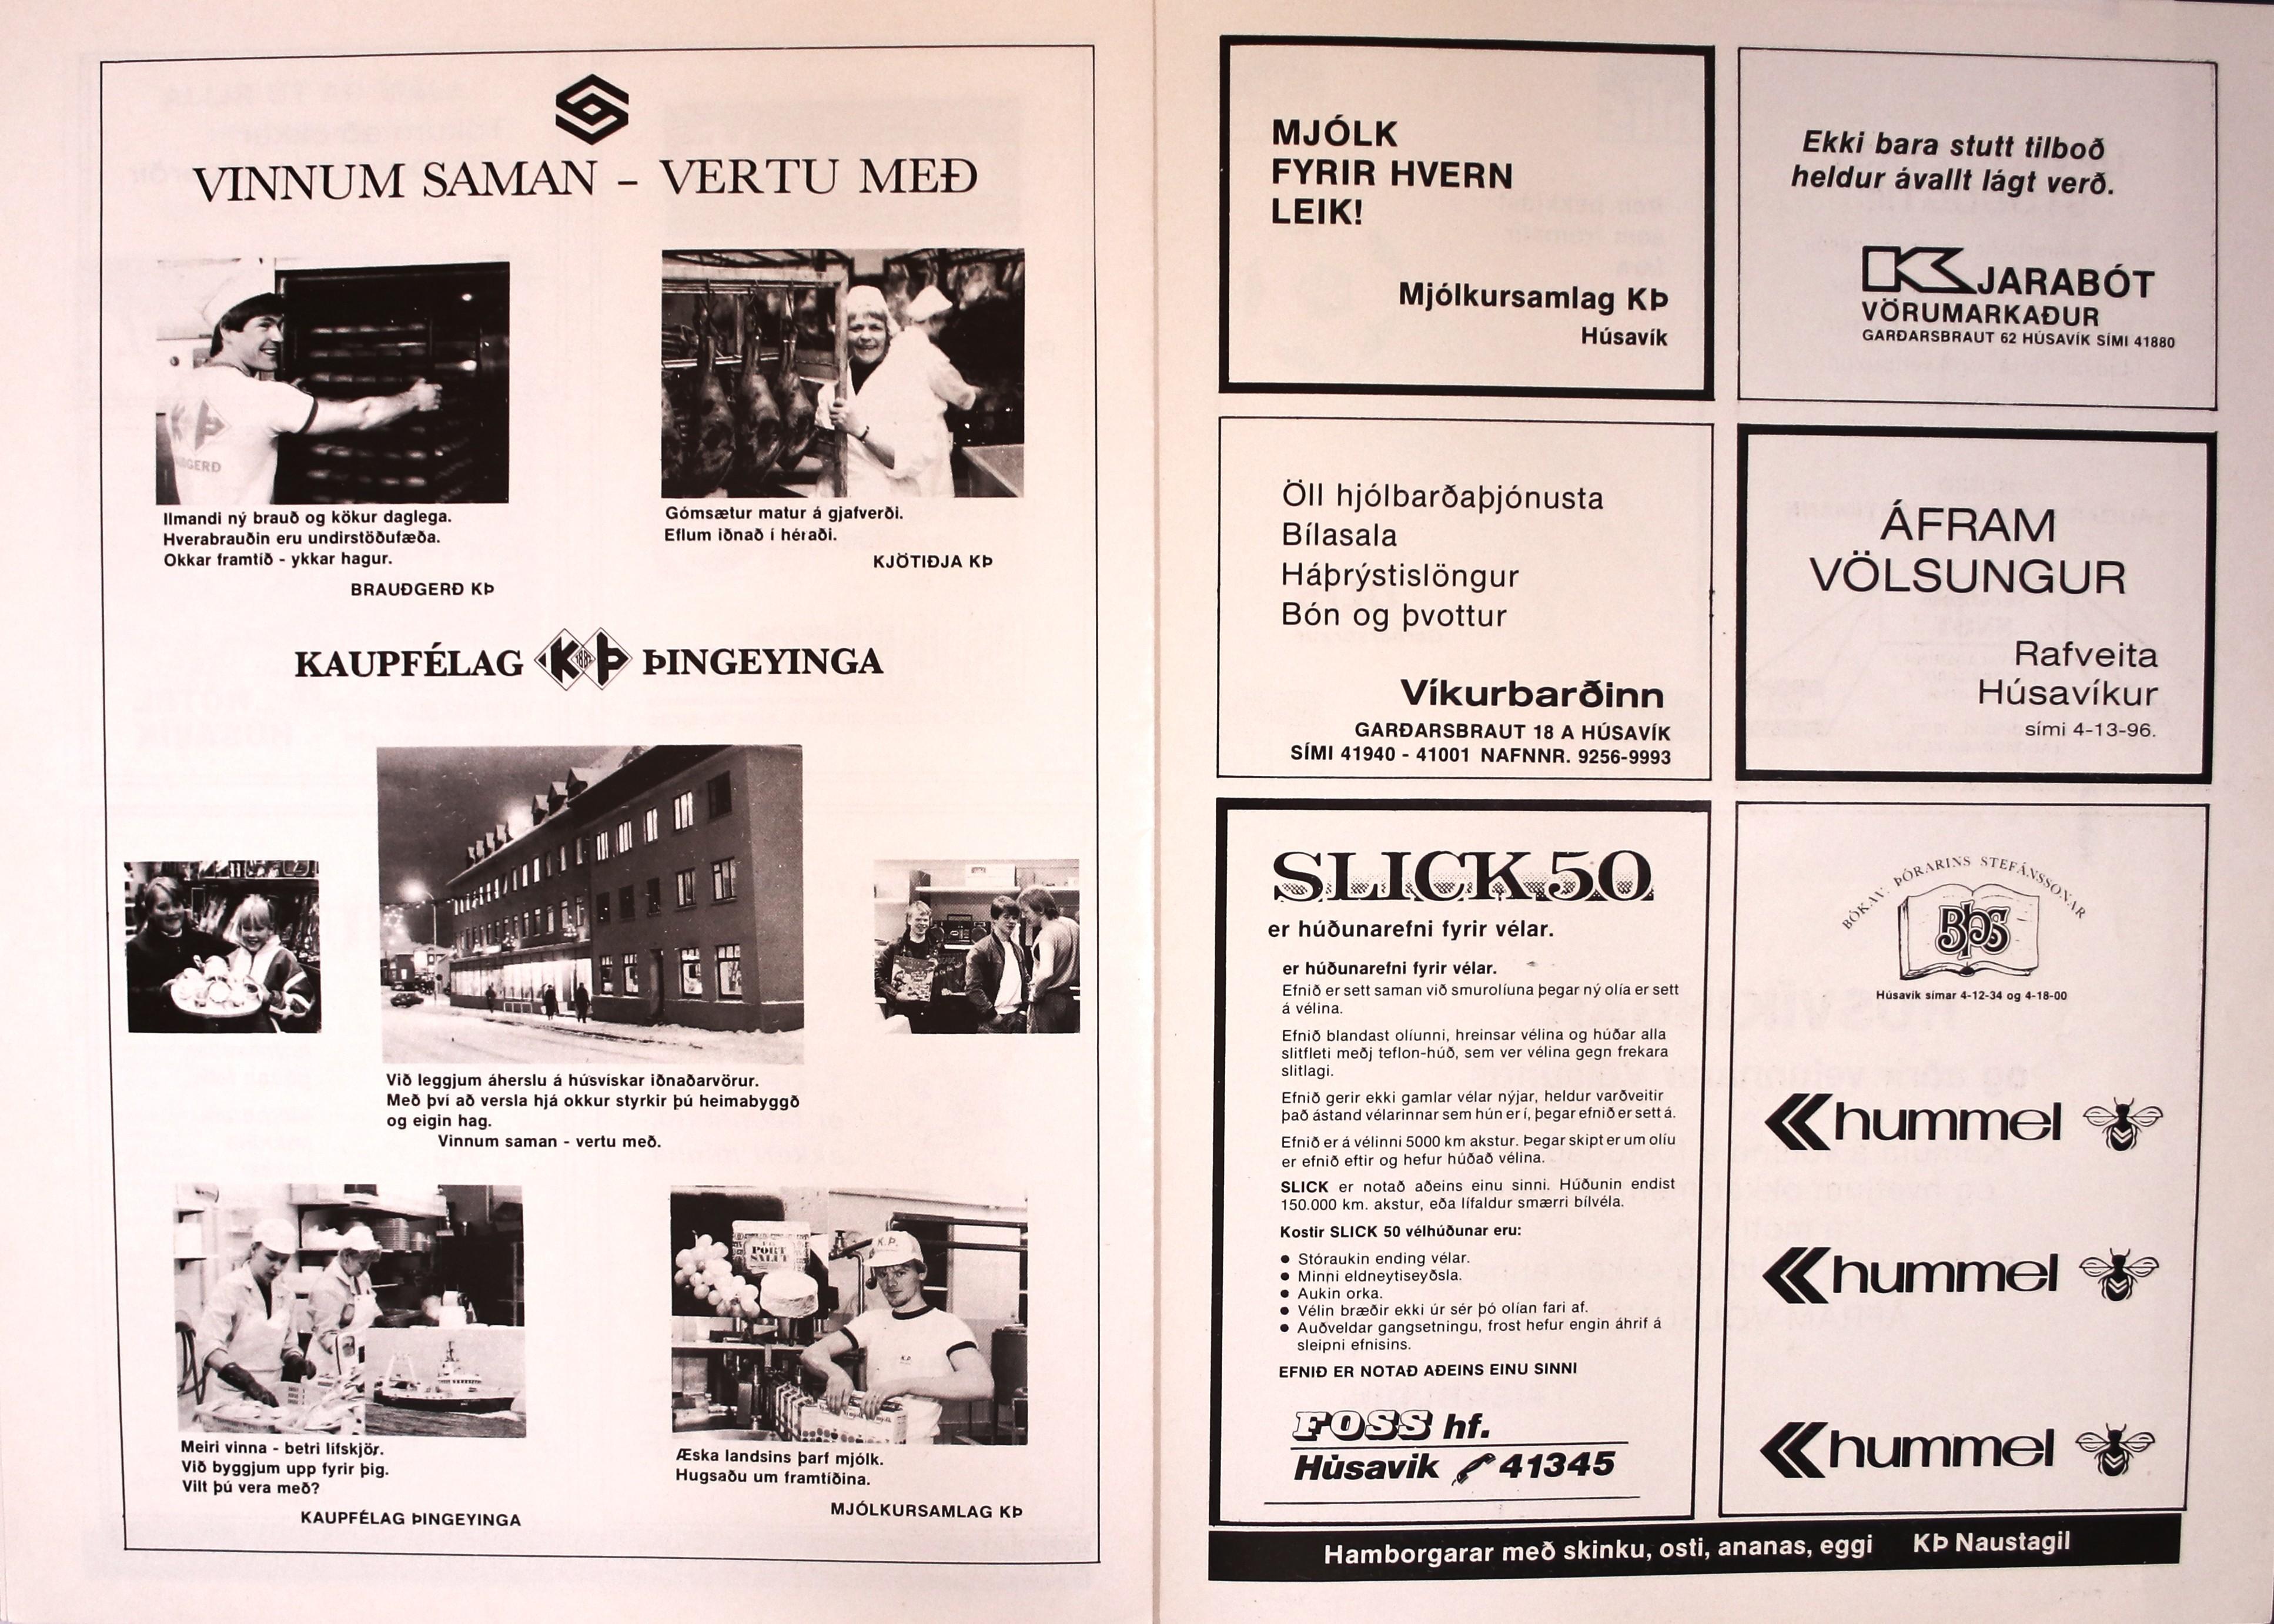 VINNUM SAMAN - VERTU MEÐ
Ilmandi ný brauð og kökur daglega.
Hverabrauðin eru undirstöðufæða.
Okkar framtíð - ykkar hagur.
BRAUÐGERÐ KÞ
Gómsætur matur á gjafverði.
Eflum iðnað í héraði.
KJÖTIÐJA KÞ
KAUPFÉLAG KÞ ÞINGEYINGA
Við leggjum áherslu á húsvískar iðnaðarvörur.
Með því að versla hjá okkur styrkir þú heimabyggð
og eigin hag.
Vinnum saman - vertu með.
PORT
SALUT
K.Þ.
Meiri vinna - betri lífskjör.
Við byggjum upp fyrir þig.
Vilt þú vera með?
KAUPFÉLAG ÞINGEYINGA
Æska landsins þarf mjólk.
Hugsaðu um framtíðina.
MJÓLKURSAMLAG KÞ
MJÓLK
FYRIR HVERN
LEIK!
Mjólkursamlag KÞ
Húsavík
Ekki bara stutt tilboð
heldur ávallt lágt verð.
KJARABÓT
VÖRUMARKAÐUR
GARÐARSBRAUT 62 HÚSAVÍK SÍMI 41880
Öll hjólbarðaþjónusta
Bílasala
Háþrýstislöngur
Bón og þvottur
Víkurbarðinn
GARÐARSBRAUT 18 A HÚSAVÍK
SÍMI 41940 - 41001 NAFNNR. 9256-9993
ÁFRAM
VÖLSUNGUR
Rafveita
Húsavíkur
sími 4-13-96.
SLICK 50
er húðunarefni fyrir vélar.
er húðunarefni fyrir vélar.
Efnið er sett saman við smurolíuna þegar ný olía er sett
á vélina.
Efnið blandast olíunni, hreinsar vélina og húðar alla
slitfleti meðj teflon-húð, sem ver vélina gegn frekara
slitlagi.
Efnið gerir ekki gamlar vélar nýjar, heldur varðveitir
það ástand vélarinnar sem hún er í, þegar efnið er sett á.
Efnið er á vélinni 5000 km akstur. Þegar skipt er um olíu
er efnið eftir og hefur húðað vélina.
SLICK er notað aðeins einu sinni. Húðunin endist
150.000 km. akstur, eða lífaldur smærri bílvéla.
Kostir SLICK 50 vélhúðunar eru:
● Stóraukin ending vélar.
● Minni eldneytiseyðsla.
● Aukin orka.
● Vélin bræðir ekki úr sér þó olían fari af.
● Auðveldar gangsetningu, frost hefur engin áhrif á
sleipni efnisins.
EFNIÐ ER NOTAÐ AÐEINS EINU SINNI
FOSS hf.
Húsavik 41345
BÓKAV. ÞÓRARINS STEFÁNSSONAR
BÞS
Húsavík símar 4-12-34 og 4-18-00
hummel
hummel
hummel
Hamborgarar með skinku, osti, ananas, eggi KÞ Naustagil